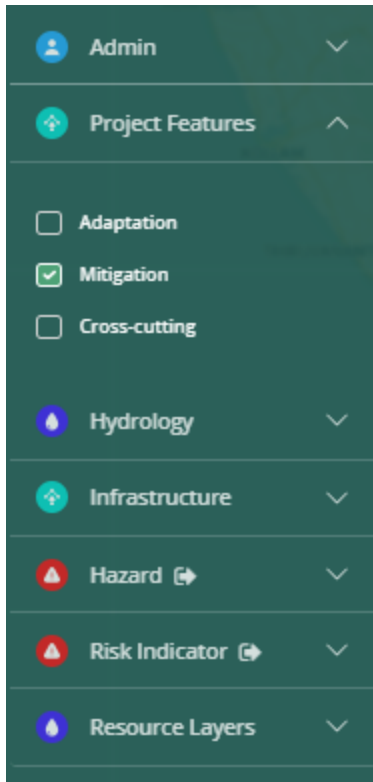 Admin
Project Features
Adaptation
Mitigation
Cross-cutting
Hydrology
Infrastructure
Hazard
Risk Indicator
Resource Layers